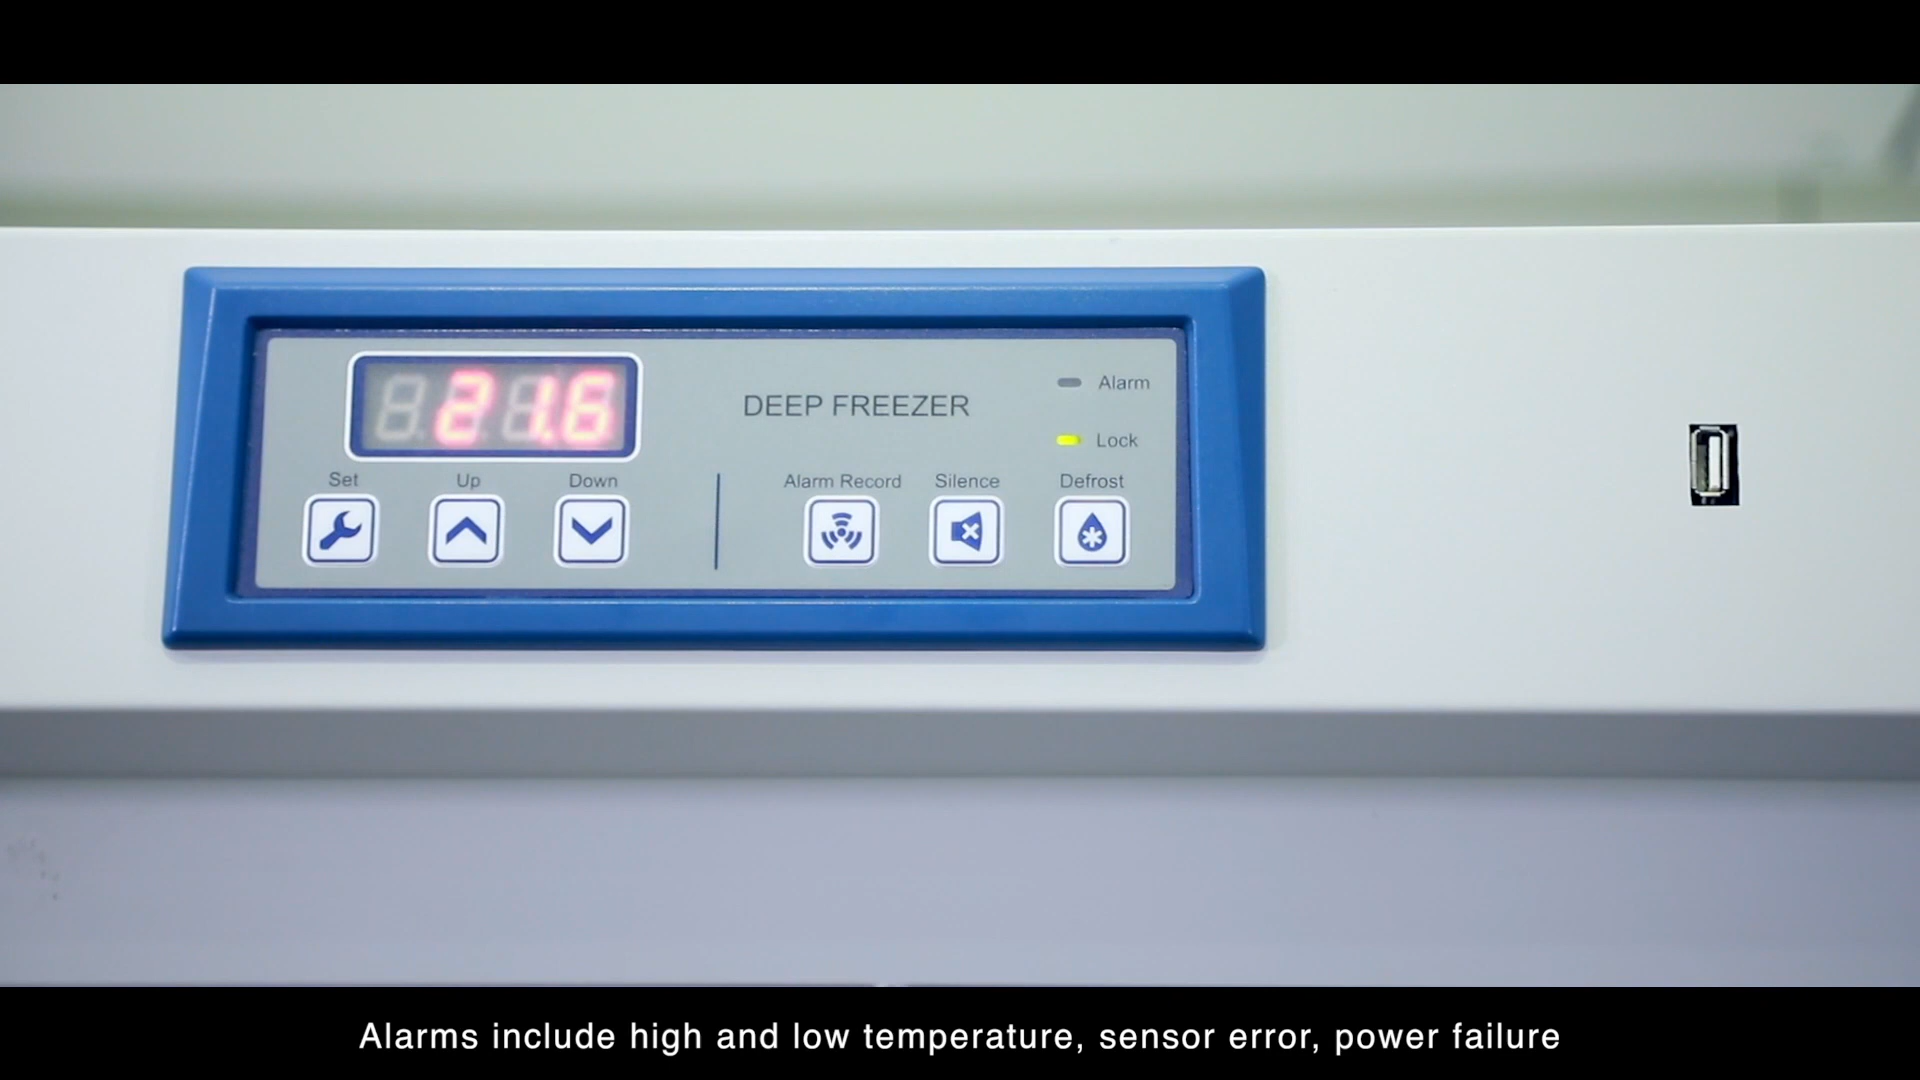 21.6
DEEP FREEZER
Alarm
Lock
Set Up Down Alarm Record Silence Defrost
Alarms include high and low temperature, sensor error, power failure